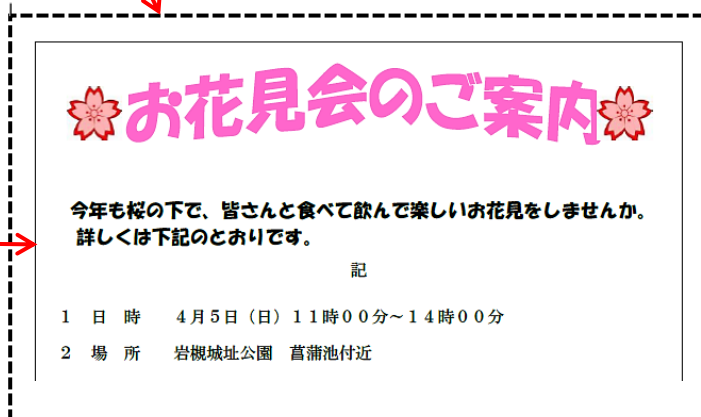 お花見会のご案内
今年も桜の下で、皆さんと食べて飲んで楽しいお花見をしませんか。
詳しくは下記のとおりです。
記
１　日　時　　４月５日（日）１１時００分～１４時００分
２　場　所　　岩槻城址公園　菖蒲池付近